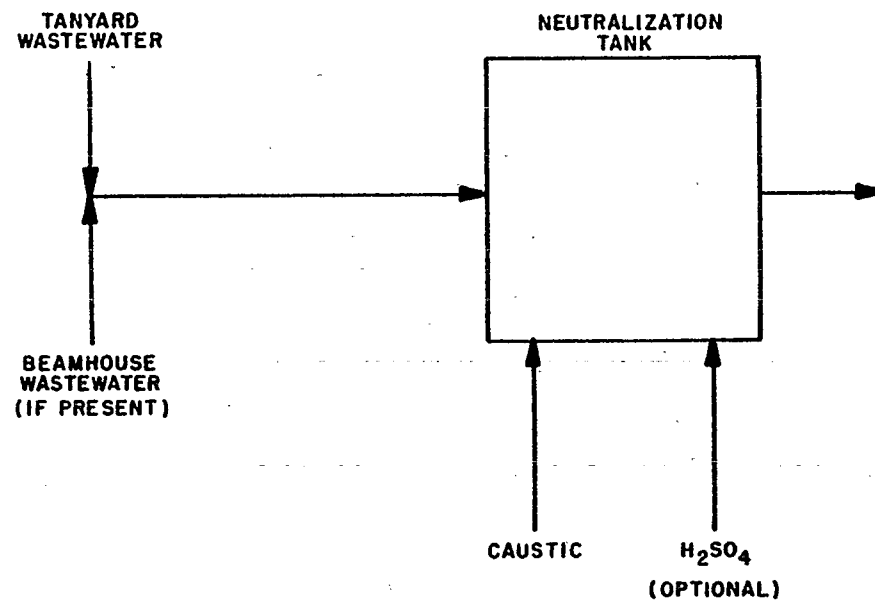 TANYARD
WASTEWATER
NEUTRALIZATION
TANK
BEAMHOUSE
WASTEWATER
(IF PRESENT)
CAUSTIC
H₂SO₄
(OPTIONAL)